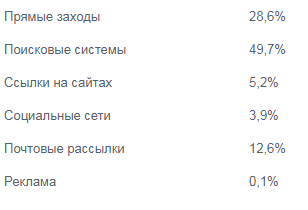 Прямые заходы 28,6%
Поисковые системы 49,7%
Ссылки на сайтах 5,2%
Социальные сети 3,9%
Почтовые рассылки 12,6%
Реклама 0,1%